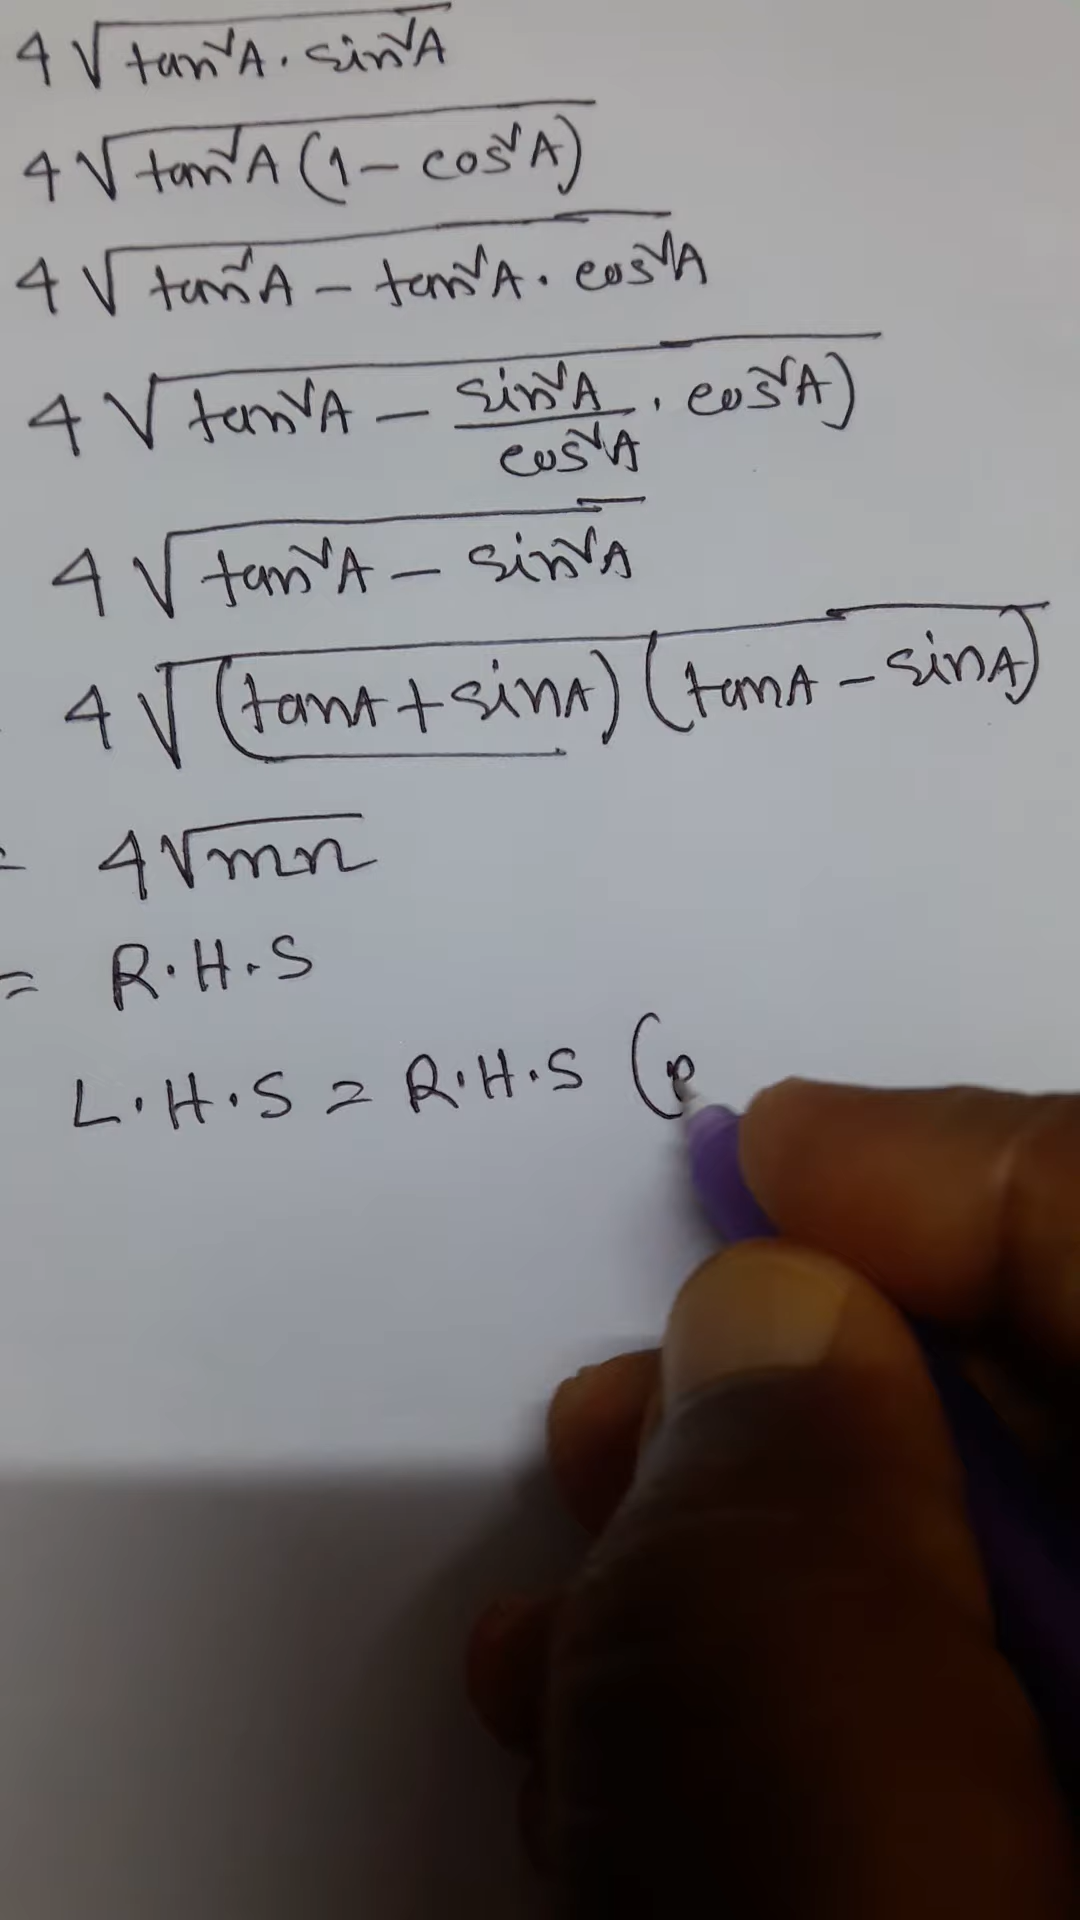 4√tan²A · sin²A
4√tan²A (1 - cos²A)
4√tan²A - tan²A · cos²A
4√tan²A - sin²A/cos²A · cos²A)
4√tan²A - sin²A
4√(tanA + sinA) (tanA - sinA)
= 4√mn
= R.H.S
L.H.S = R.H.S (p